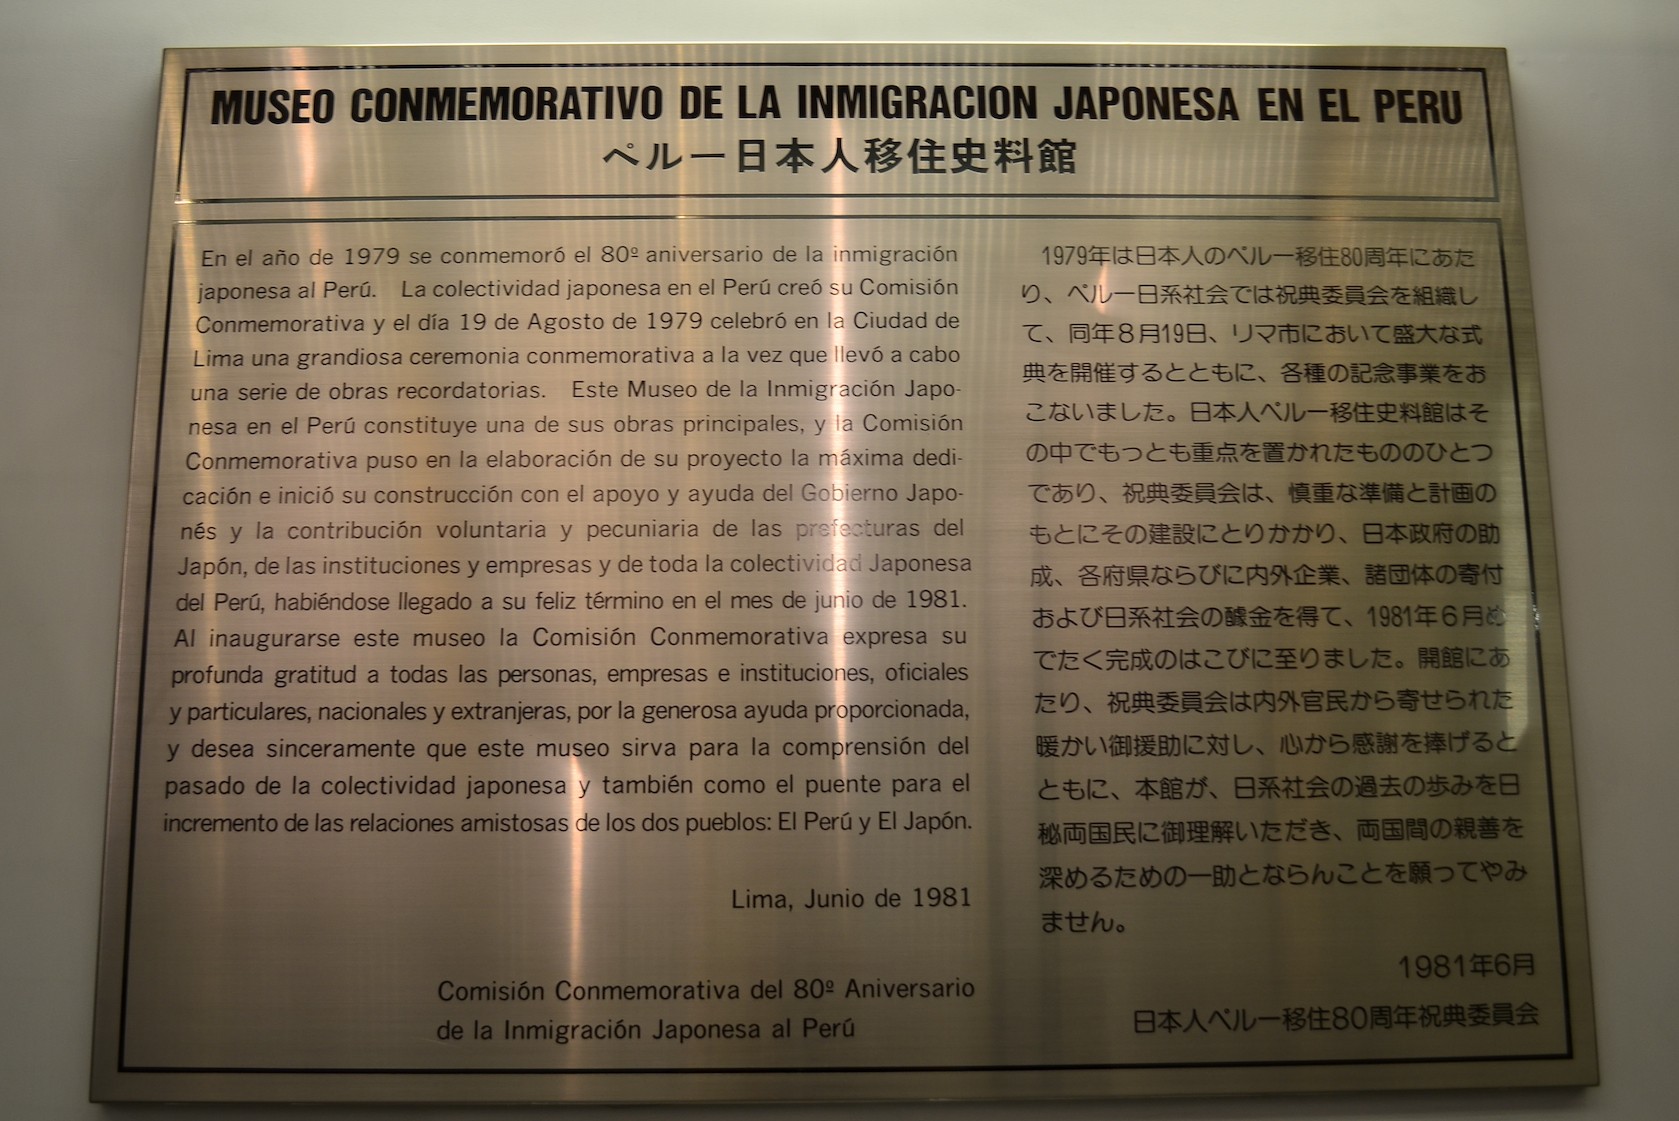 MUSEO CONMEMORATIVO DE LA INMIGRACION JAPONESA EN EL PERU
ペルー日本人移住史料館
En el año de 1979 se conmemoró el 80º aniversario de la inmigración
japonesa al Perú. La colectividad japonesa en el Perú creó su Comisión
Conmemorativa y el día 19 de Agosto de 1979 celebró en la Ciudad de
Lima una grandiosa ceremonia conmemorativa a la vez que llevó a cabo
una serie de obras recordatorias. Este Museo de la Inmigración Japo-
nesa en el Perú constituye una de sus obras principales, y la Comisión
Conmemorativa puso en la elaboración de su proyecto la máxima dedi-
cación e inició su construcción con el apoyo y ayuda del Gobierno Japo-
nés y la contribución voluntaria y pecuniaria de las prefecturas del
Japón, de las instituciones y empresas y de toda la colectividad Japonesa
del Perú, habiéndose llegado a su feliz término en el mes de junio de 1981.
Al inaugurarse este museo la Comisión Conmemorativa expresa su
profunda gratitud a todas las personas, empresas e instituciones, oficiales
y particulares, nacionales y extranjeras, por la generosa ayuda proporcionada,
y desea sinceramente que este museo sirva para la comprensión del
pasado de la colectividad japonesa y también como el puente para el
incremento de las relaciones amistosas de los dos pueblos: El Perú y El Japón.
Lima, Junio de 1981
Comisión Conmemorativa del 80º Aniversario
de la Inmigración Japonesa al Perú
1979年は日本人のペルー移住80周年にあた
り、ペルー日系社会では祝典委員会を組織し
て、同年8月19日、リマ市において盛大な式
典を開催するとともに、各種の記念事業をお
こないました。日本人ペルー移住史料館はそ
の中でもっとも重点を置かれたもののひとつ
であり、祝典委員会は、慎重な準備と計画の
もとにその建設にとりかかり、日本政府の助
成、各府県ならびに内外企業、諸団体の寄付
および日系社会の醵金を得て、1981年6月め
でたく完成のはこびに至りました。開館にあ
たり、祝典委員会は内外官民から寄せられた
暖かい御援助に対し、心から感謝を捧げると
ともに、本館が、日系社会の過去の歩みを日
秘両国民に御理解いただき、両国間の親善を
深めるための一助とならんことを願ってやみ
ません。
1981年6月
日本人ペルー移住80周年祝典委員会